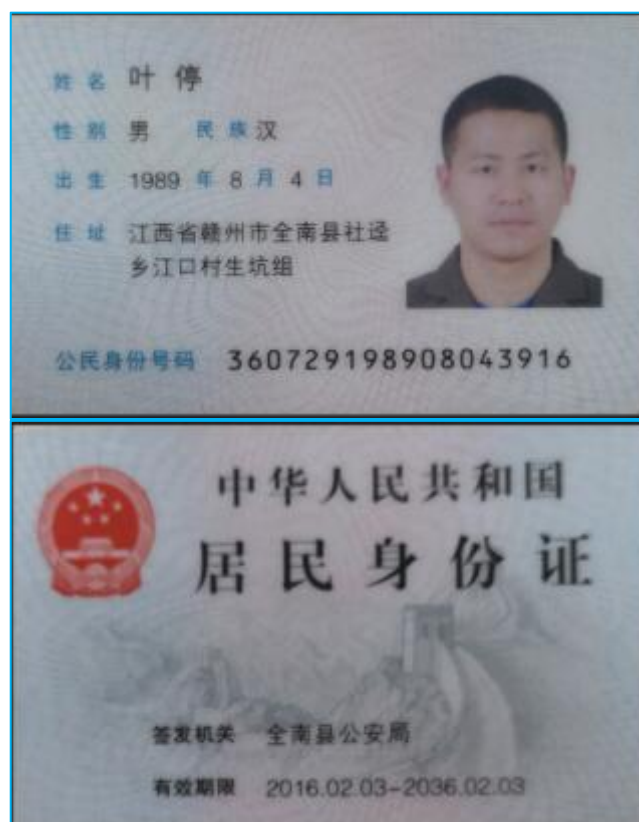 姓名 叶停
性别 男 民族 汉
出生 1989 年 8 月 4 日
住址 江西省赣州市全南县社迳
乡江口村生坑组
公民身份号码 360729198908043916
中华人民共和国
居民身份证
签发机关 全南县公安局
有效期限 2016.02.03-2036.02.03